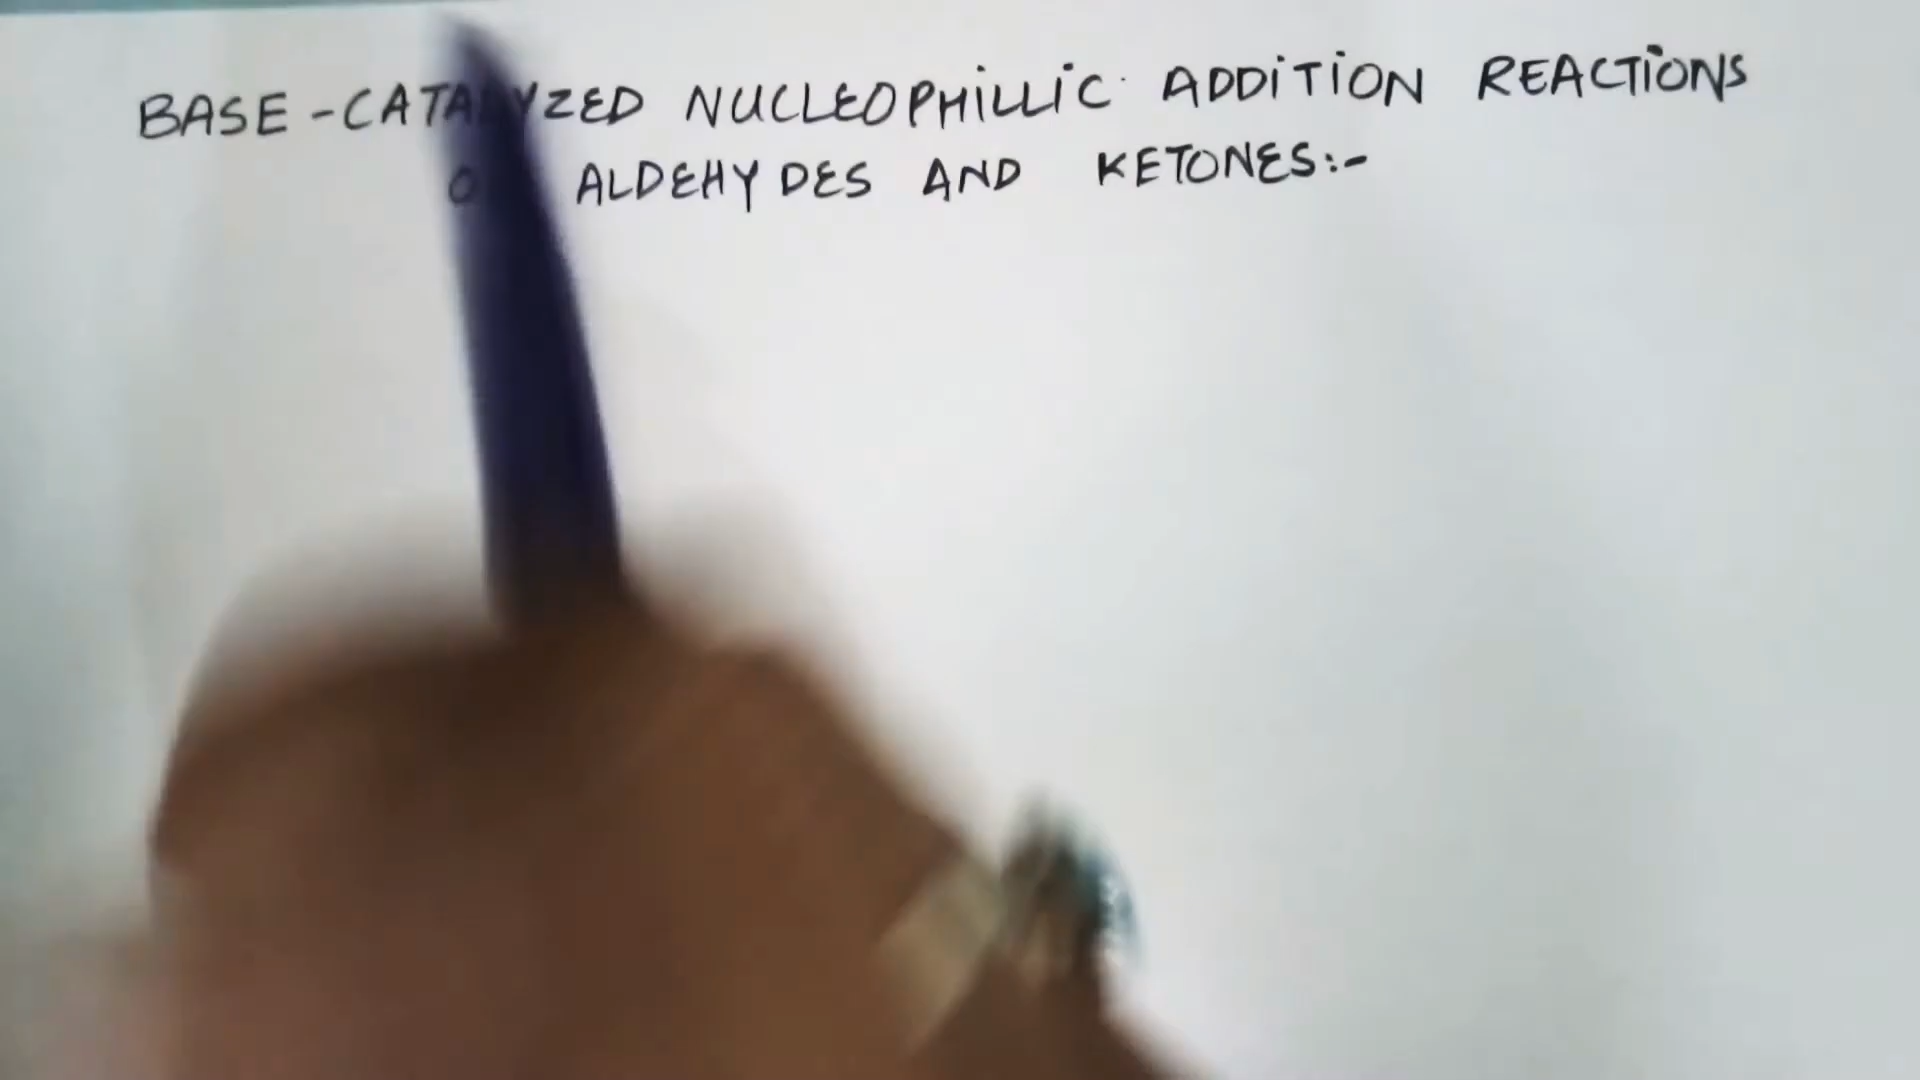 BASE-CATALYZED NUCLEOPHILLIC ADDITION REACTIONS
ALDEHYDES AND KETONES:-